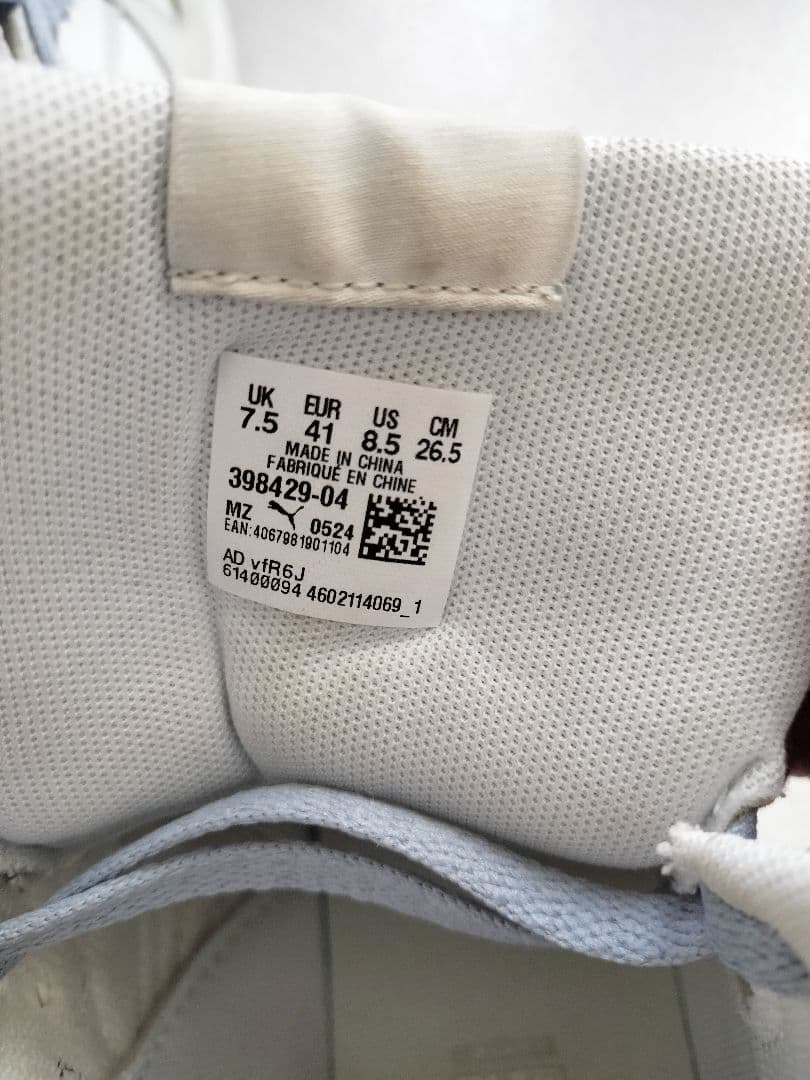 UK EUR US CM
7.5 41 8.5 26.5
MADE IN CHINA
FABRIQUÉ EN CHINE
398429-04
MZ 0524
EAN:4067981901104
AD vfR6J
61400094 4602114069_1